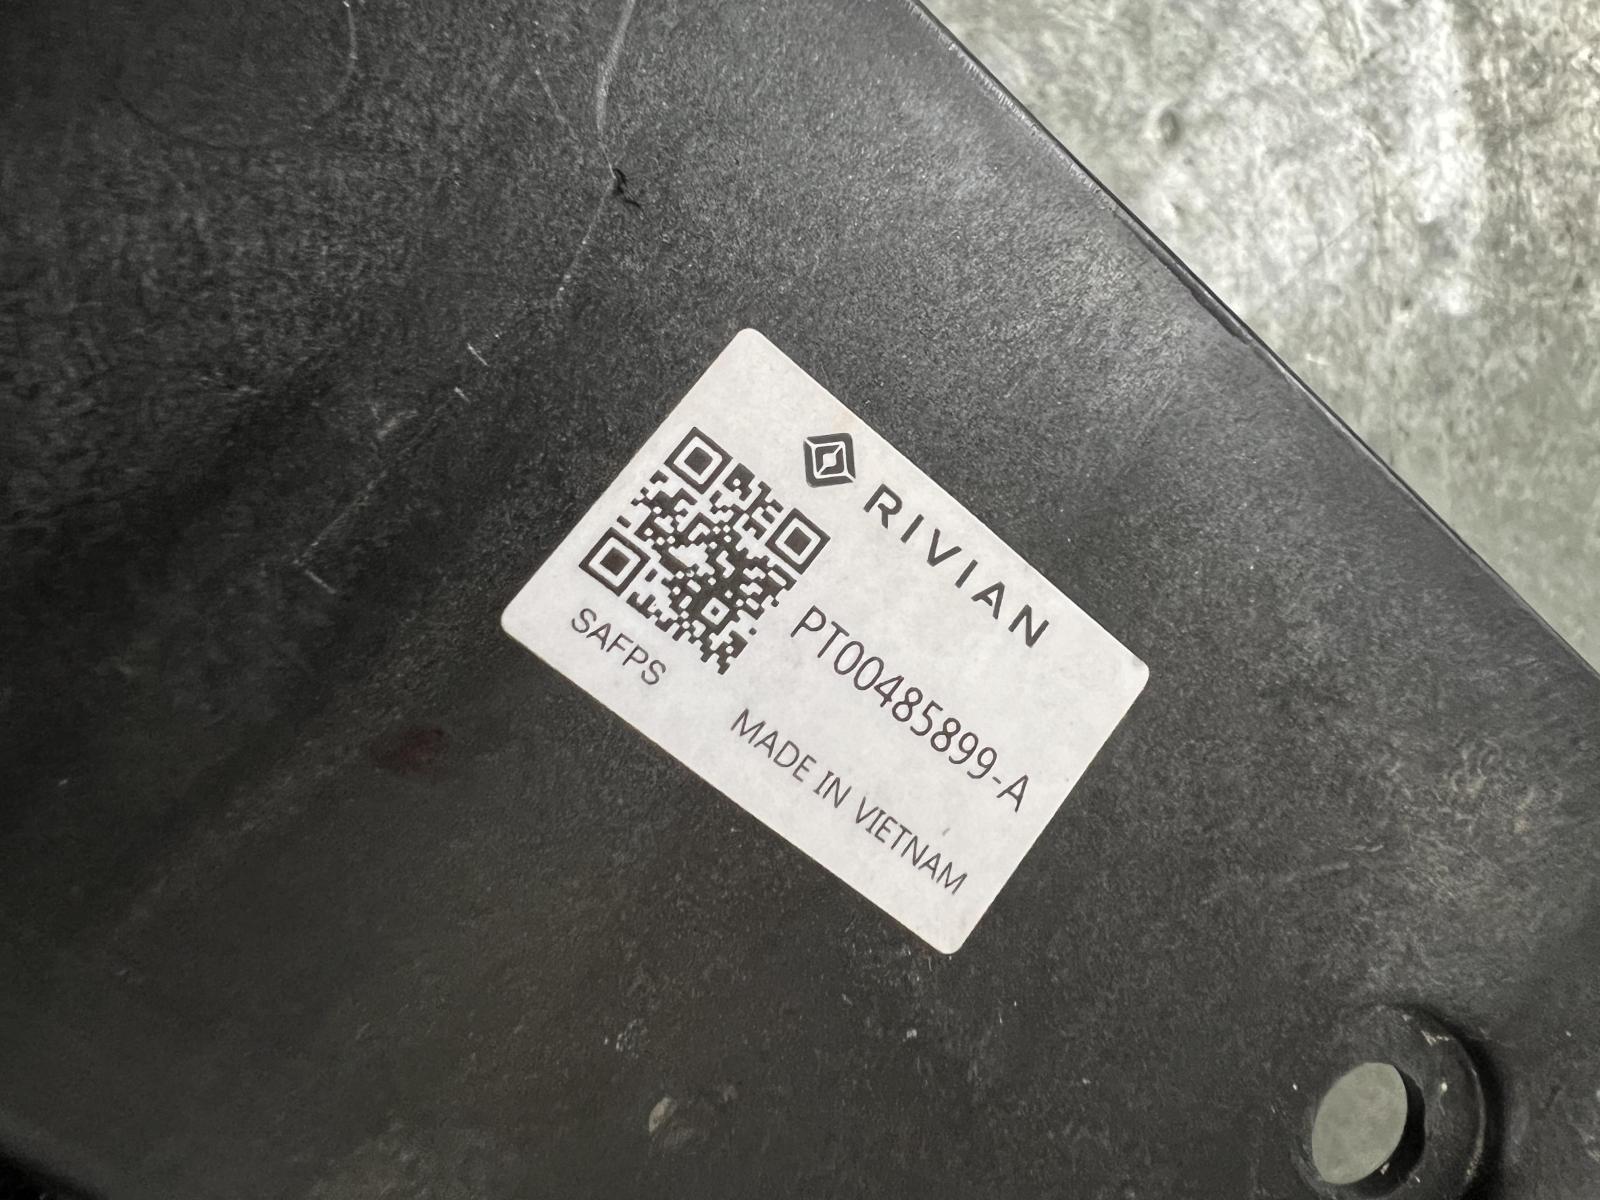 RIVIAN
PT00485899-A
SAFPS
MADE IN VIETNAM